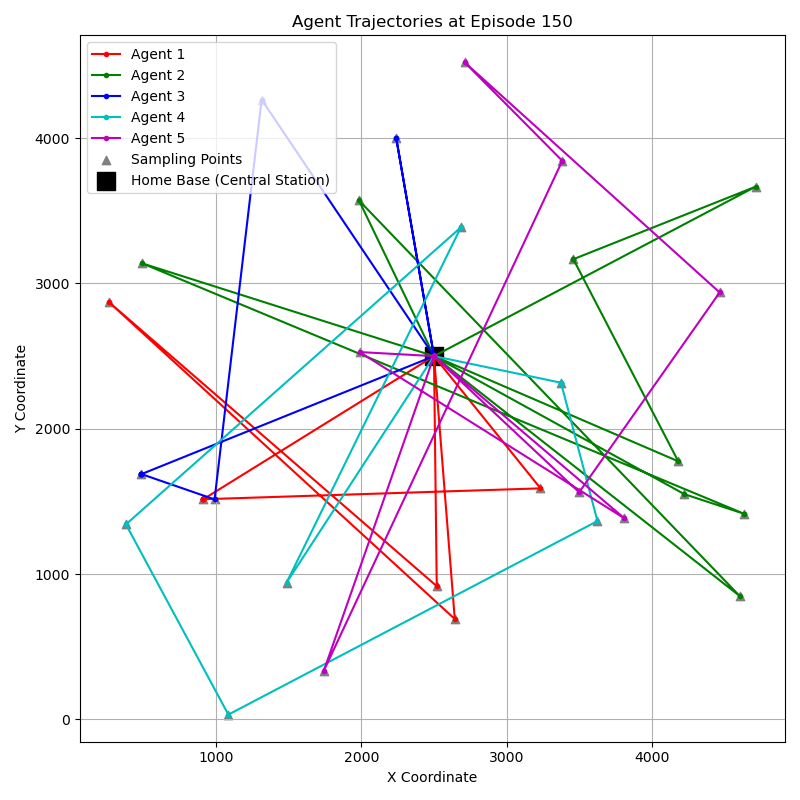 Agent Trajectories at Episode 150
Agent 1
Agent 2
Agent 3
Agent 4
Agent 5
Sampling Points
Home Base (Central Station)
4000
3000
2000
1000
0
Y Coordinate
1000 2000 3000 4000
X Coordinate